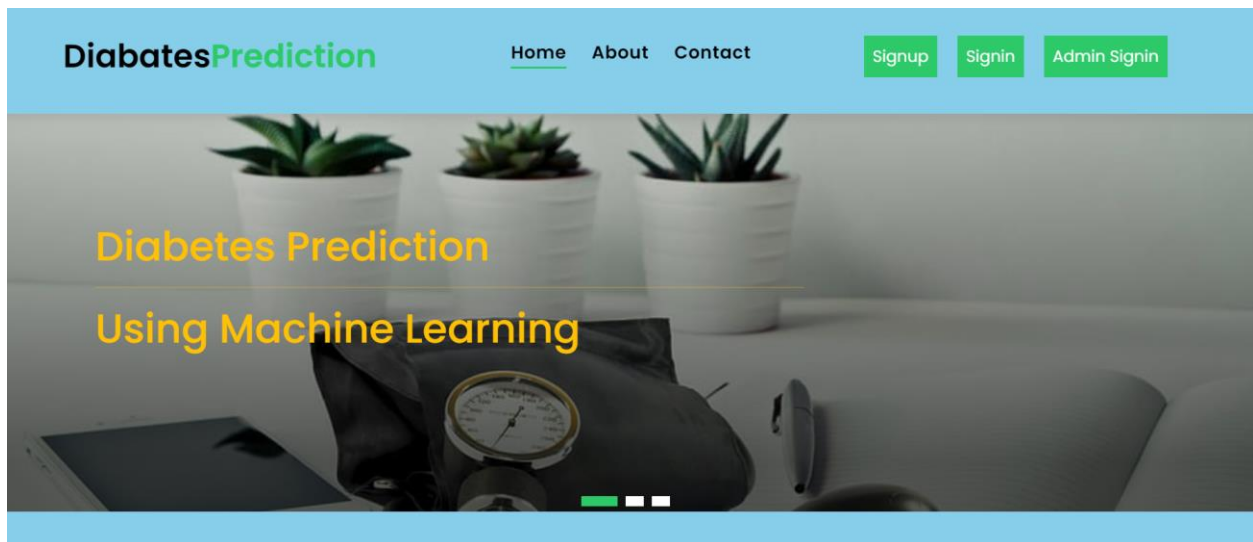 DiabatesPrediction
Home About Contact
Signup Signin Admin Signin
Diabetes Prediction
Using Machine Learning